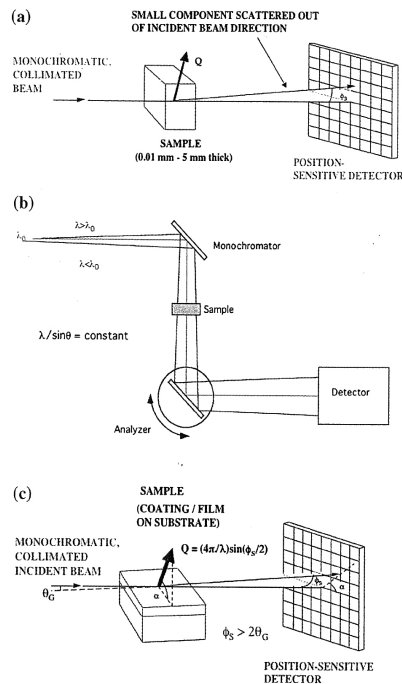 (a)
SMALL COMPONENT SCATTERED OUT
OF INCIDENT BEAM DIRECTION
MONOCHROMATIC,
COLLIMATED
BEAM
Q
ϕS
SAMPLE
(0.01 mm - 5 mm thick)
POSITION-
SENSITIVE DETECTOR
(b)
λ>λ0
λ0
λ<λ0
Monochromator
Sample
λ/sinθ = constant
Detector
Analyzer
(c)
SAMPLE
(COATING / FILM
ON SUBSTRATE)
MONOCHROMATIC,
COLLIMATED
INCIDENT BEAM
Q = (4π/λ)sin(ϕS/2)
θG
α
ϕS
α
ϕS > 2θG
POSITION-SENSITIVE
DETECTOR